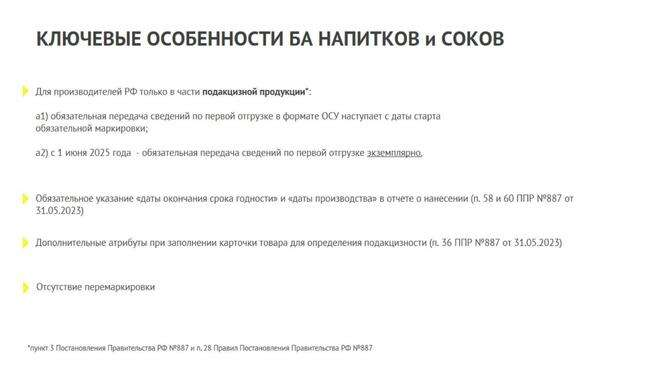 КЛЮЧЕВЫЕ ОСОБЕННОСТИ БА НАПИТКОВ и СОКОВ
Для производителей РФ только в части подакцизной продукции*:
а1) обязательная передача сведений по первой отгрузке в формате ОСУ наступает с даты старта
обязательной маркировки;
а2) с 1 июня 2025 года - обязательная передача сведений по первой отгрузке экземплярно.
Обязательное указание «даты окончания срока годности» и «даты производства» в отчете о нанесении (п. 58 и 60 ППР №887 от
31.05.2023)
Дополнительные атрибуты при заполнении карточки товара для определения подакцизности (п. 36 ППР №887 от 31.05.2023)
Отсутствие перемаркировки
*пункт 3 Постановления Правительства РФ №887 и п. 28 Правил Постановления Правительства РФ №887